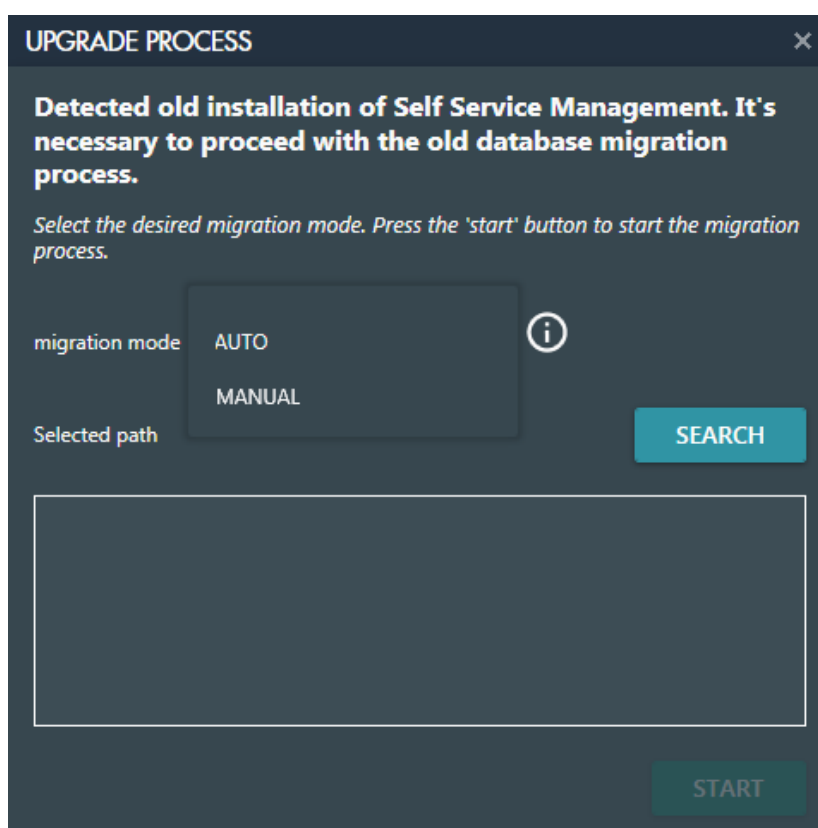 UPGRADE PROCESS
Detected old installation of Self Service Management. It's
necessary to proceed with the old database migration
process.
Select the desired migration mode. Press the 'start' button to start the migration
process.
migration mode
AUTO
MANUAL
Selected path
SEARCH
START